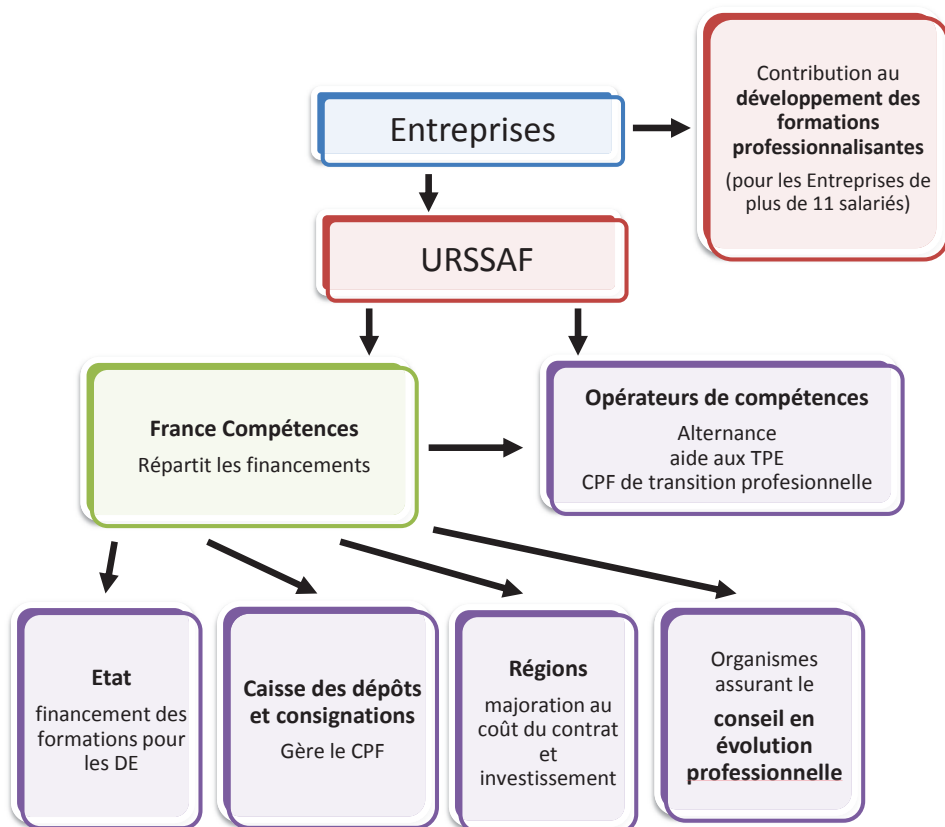 Entreprises
Contribution au
développement des
formations
professionnalisantes
(pour les Entreprises de
plus de 11 salariés)
URSSAF
France Compétences
Répartit les financements
Opérateurs de compétences
Alternance
aide aux TPE
CPF de transition profesionnelle
Etat
financement des
formations pour
les DE
Caisse des dépôts
et consignations
Gère le CPF
Régions
majoration au
coût du contrat
et
investissement
Organismes
assurant le
conseil en
évolution
professionnelle